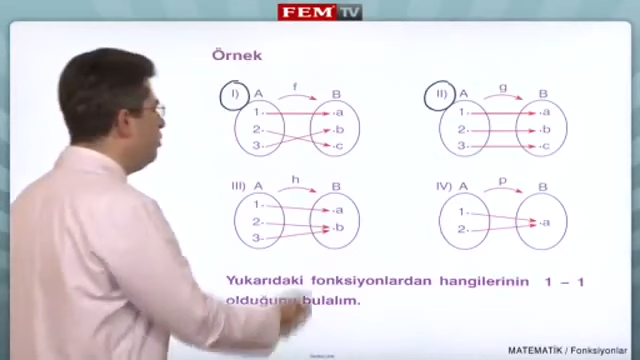 FEM TV
Örnek
I) A f B
1 a
2 b
3 c
II) A g B
1 a
2 b
3 c
III) A h B
1 a
2 b
3
IV) A p B
1 a
2
Yukarıdaki fonksiyonlardan hangilerinin 1 – 1
olduğunu bulalım.
MATEMATİK / Fonksiyonlar